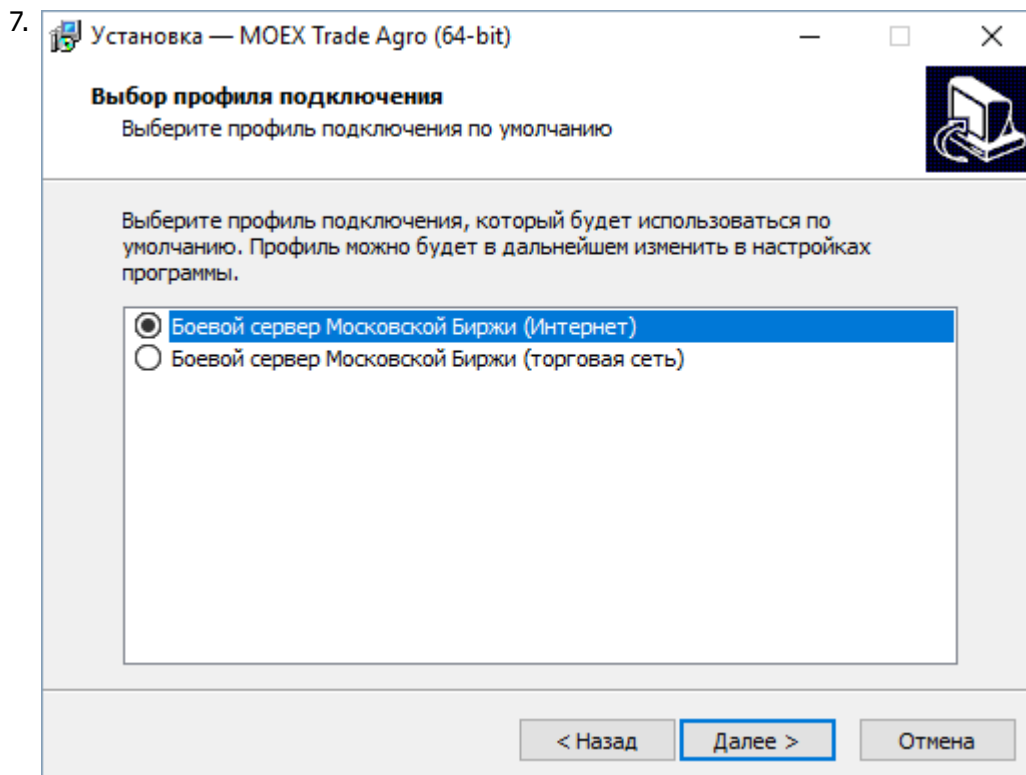 7.
Установка — MOEX Trade Agro (64-bit)
Выбор профиля подключения
Выберите профиль подключения по умолчанию
Выберите профиль подключения, который будет использоваться по
умолчанию. Профиль можно будет в дальнейшем изменить в настройках
программы.
Боевой сервер Московской Биржи (Интернет)
Боевой сервер Московской Биржи (торговая сеть)
< Назад
Далее >
Отмена